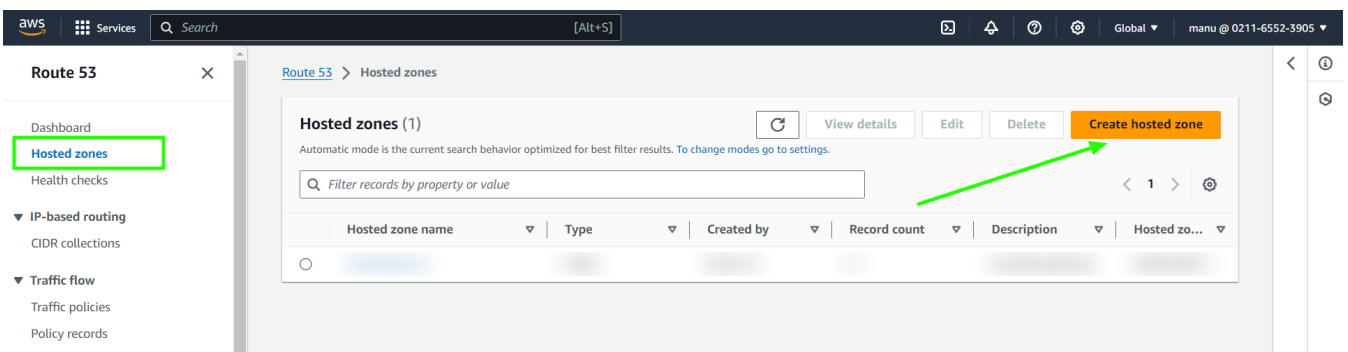 aws Services Search [Alt+S] Global manu @ 0211-6552-3905
Route 53
Dashboard
Hosted zones
Health checks
IP-based routing
CIDR collections
Traffic flow
Traffic policies
Policy records
Route 53 > Hosted zones
Hosted zones (1) View details Edit Delete Create hosted zone
Automatic mode is the current search behavior optimized for best filter results. To change modes go to settings.
Filter records by property or value < 1 >
Hosted zone name Type Created by Record count Description Hosted zo...